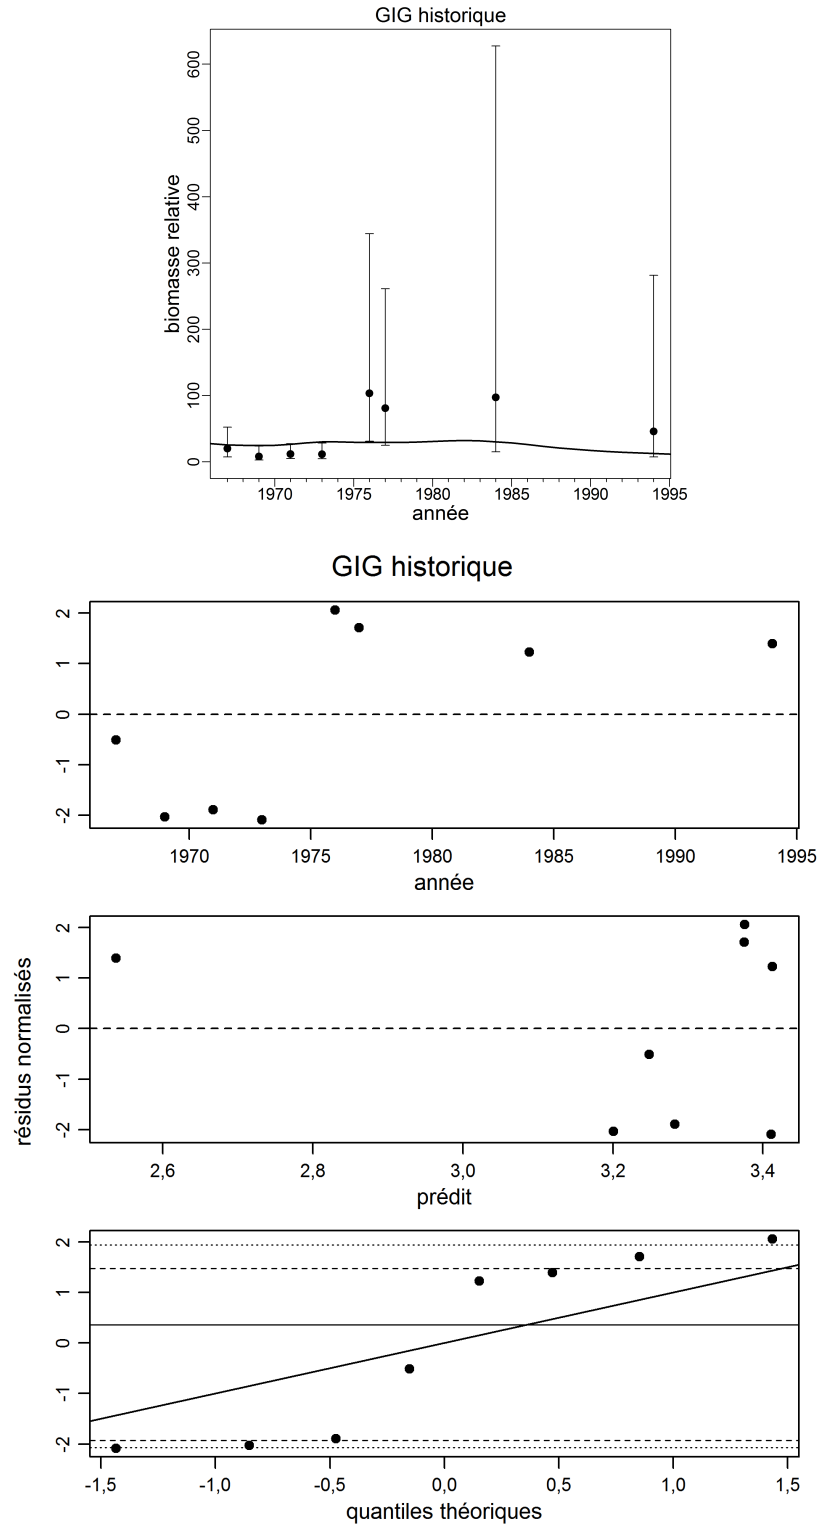 GIG historique
600
500
400
300
200
100
0
biomasse relative
1970 1975 1980 1985 1990 1995
année
GIG historique
2
1
0
-1
-2
1970 1975 1980 1985 1990 1995
année
2
1
0
-1
-2
résidus normalisés
2,6 2,8 3,0 3,2 3,4
prédit
2
1
0
-1
-2
-1,5 -1,0 -0,5 0,0 0,5 1,0 1,5
quantiles théoriques